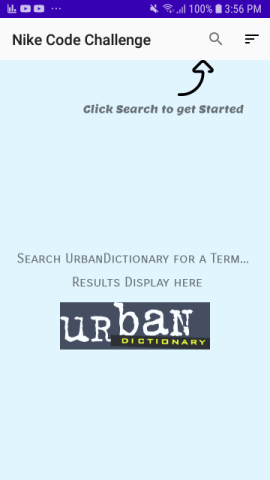 100% 3:56 PM
Nike Code Challenge
Click Search to get Started
Search UrbanDictionary for a Term...
Results Display here
urban
DICTIONARY